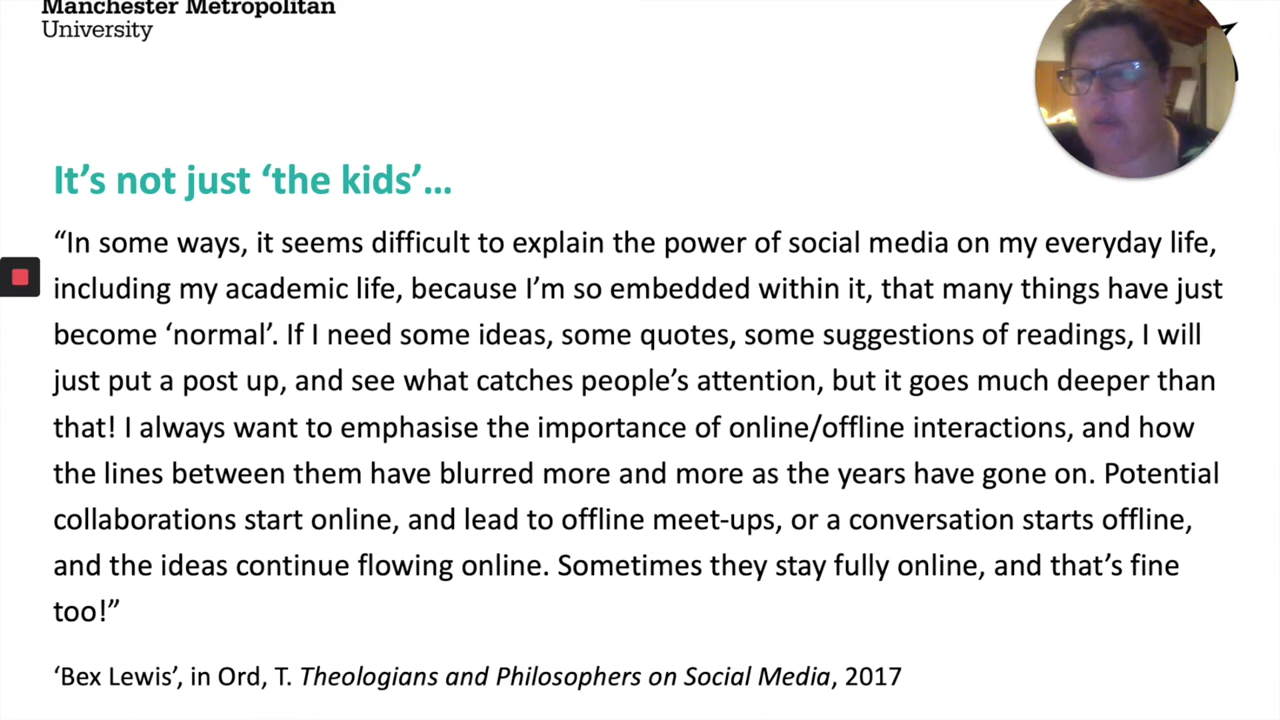 Manchester Metropolitan
University
It’s not just ‘the kids’…
“In some ways, it seems difficult to explain the power of social media on my everyday life,
including my academic life, because I’m so embedded within it, that many things have just
become ‘normal’. If I need some ideas, some quotes, some suggestions of readings, I will
just put a post up, and see what catches people’s attention, but it goes much deeper than
that! I always want to emphasise the importance of online/offline interactions, and how
the lines between them have blurred more and more as the years have gone on. Potential
collaborations start online, and lead to offline meet-ups, or a conversation starts offline,
and the ideas continue flowing online. Sometimes they stay fully online, and that’s fine
too!”
‘Bex Lewis’, in Ord, T. Theologians and Philosophers on Social Media, 2017